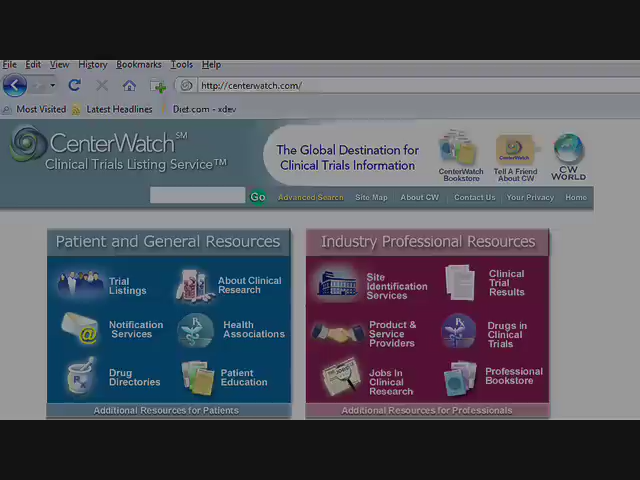 File Edit View History Bookmarks Tools Help
http://centerwatch.com/
Most Visited Latest Headlines Diet.com - xdev
CenterWatch℠
Clinical Trials Listing Service™
The Global Destination for
Clinical Trials Information
CenterWatch
Bookstore
Tell A Friend
About CW
CW
WORLD
Go Advanced Search Site Map About CW Contact Us Your Privacy Home
Patient and General Resources
Trial
Listings
About Clinical
Research
Notification
Services
Health
Associations
Drug
Directories
Patient
Education
Additional Resources for Patients
Industry Professional Resources
Site
Identification
Services
Clinical
Trial
Results
Product &
Service
Providers
Drugs in
Clinical
Trials
Jobs In
Clinical
Research
Professional
Bookstore
Additional Resources for Professionals